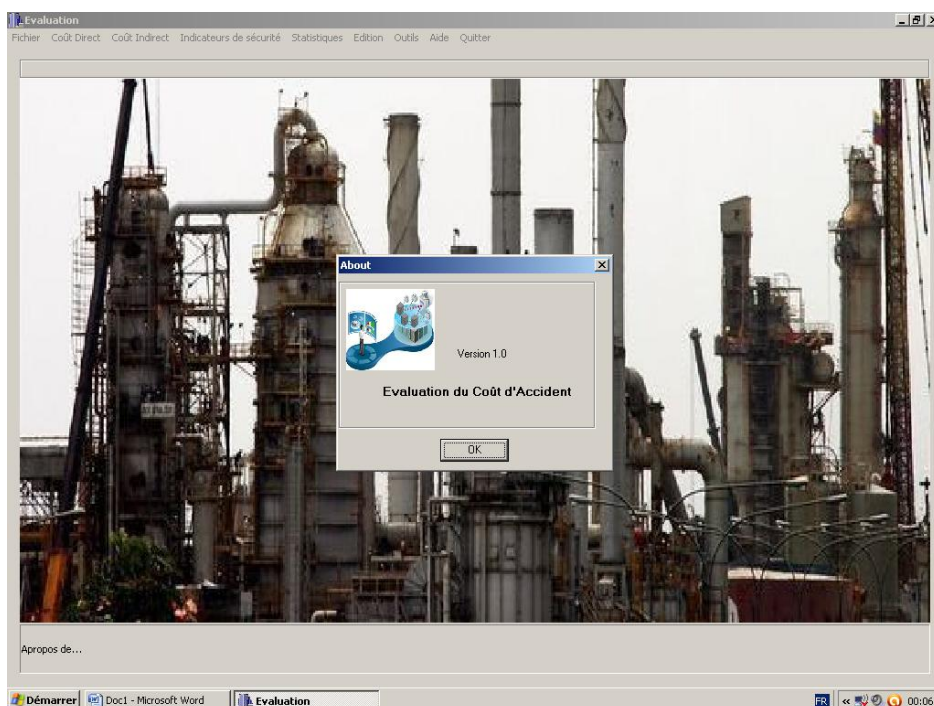 Evaluation
Fichier Coût Direct Coût Indirect Indicateurs de sécurité Statistiques Edition Outils Aide Quitter
About
Version 1.0
Evaluation du Coût d'Accident
OK
Apropos de...
Démarrer Doc1 - Microsoft Word Evaluation FR « 00:06